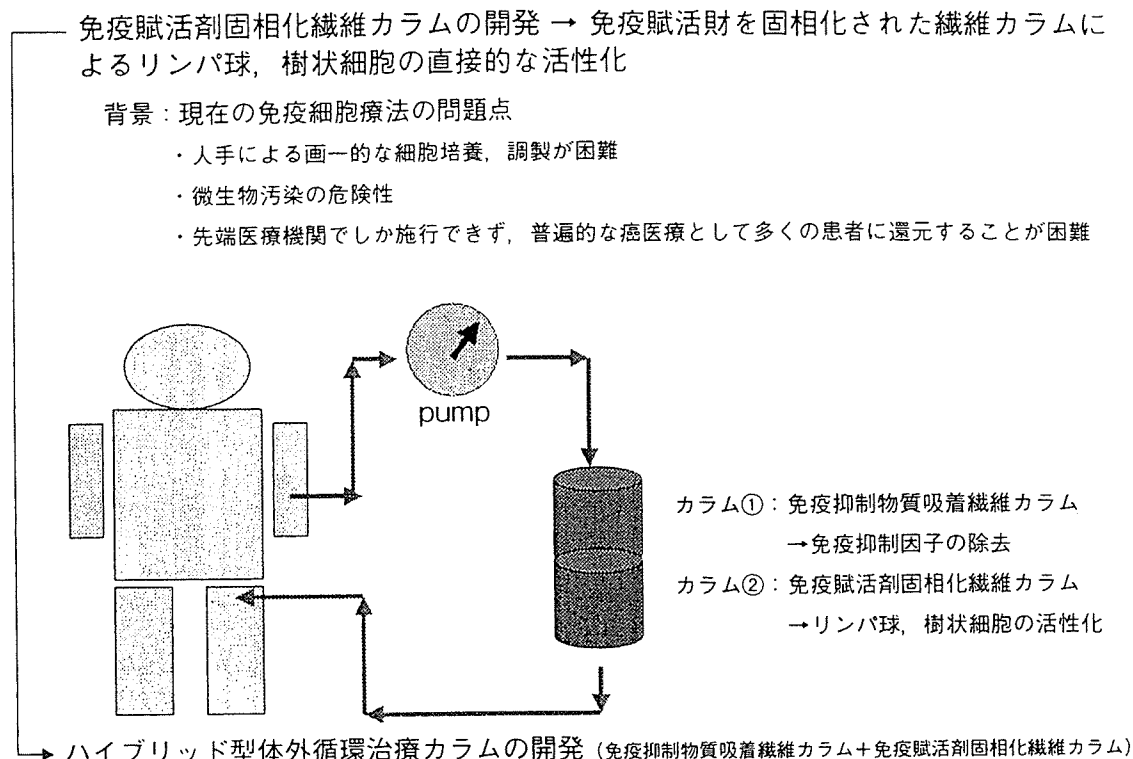 免疫賦活剤固相化繊維カラムの開発 → 免疫賦活財を固相化された繊維カラムに
よるリンパ球，樹状細胞の直接的な活性化
背景：現在の免疫細胞療法の問題点
・人手による画一的な細胞培養，調製が困難
・微生物汚染の危険性
・先端医療機関でしか施行できず，普遍的な癌医療として多くの患者に還元することが困難
pump
カラム①：免疫抑制物質吸着繊維カラム
→免疫抑制因子の除去
カラム②：免疫賦活剤固相化繊維カラム
→リンパ球，樹状細胞の活性化
ハイブリッド型体外循環治療カラムの開発（免疫抑制物質吸着繊維カラム＋免疫賦活剤固相化繊維カラム）